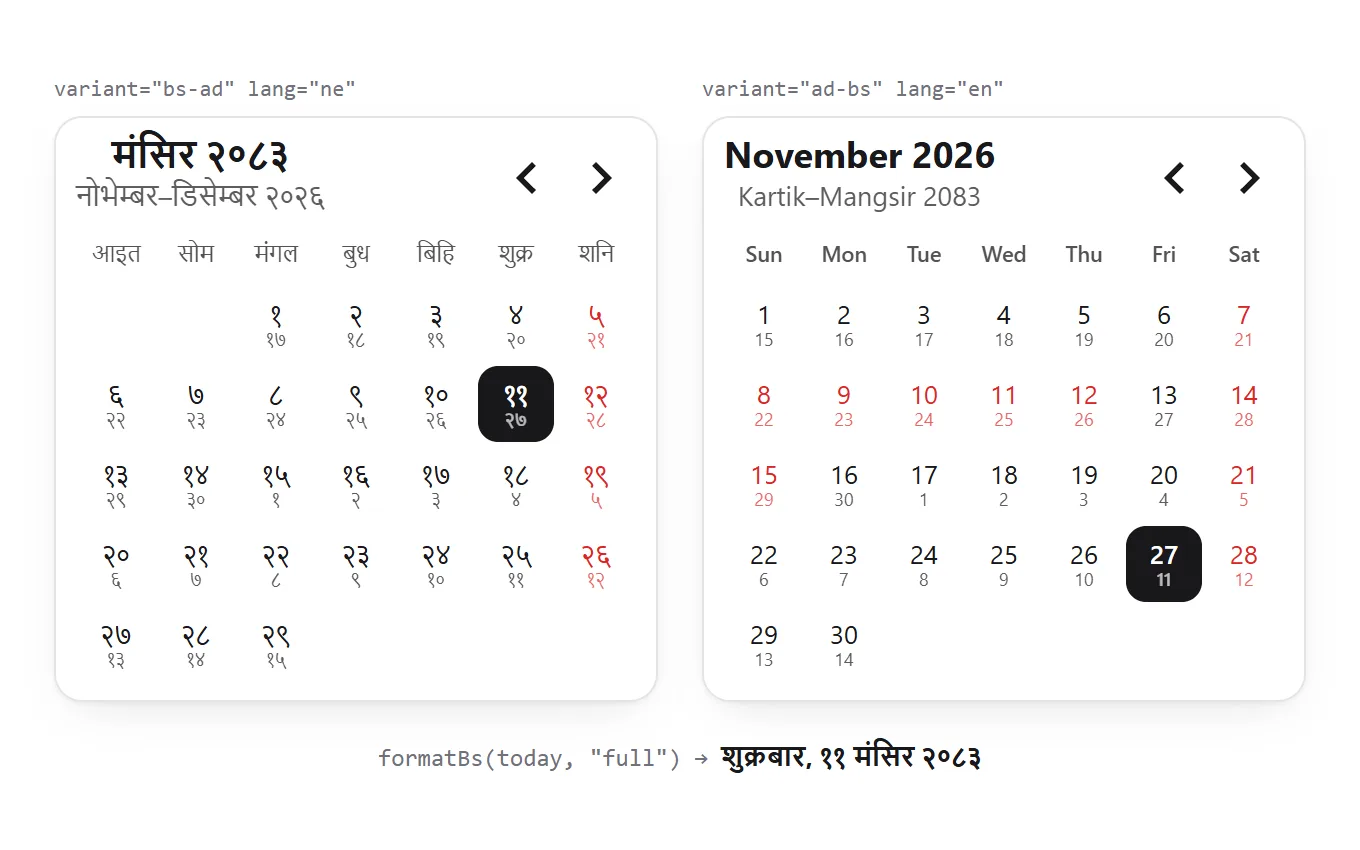 variant="bs-ad" lang="ne"
मंसिर २०८३
नोभेम्बर–डिसेम्बर २०२६
आइत सोम मंगल बुध बिहि शुक्र शनि
१ २ ३ ४ ५
१७ १८ १९ २० २१
६ ७ ८ ९ १० ११ १२
२२ २३ २४ २५ २६ २७ २८
१३ १४ १५ १६ १७ १८ १९
२९ ३० १ २ ३ ४ ५
२० २१ २२ २३ २४ २५ २६
६ ७ ८ ९ १० ११ १२
२७ २८ २९
१३ १४ १५
variant="ad-bs" lang="en"
November 2026
Kartik–Mangsir 2083
Sun Mon Tue Wed Thu Fri Sat
1 2 3 4 5 6 7
15 16 17 18 19 20 21
8 9 10 11 12 13 14
22 23 24 25 26 27 28
15 16 17 18 19 20 21
29 30 1 2 3 4 5
22 23 24 25 26 27 28
6 7 8 9 10 11 12
29 30
13 14
formatBs(today, "full") → शुक्रबार, ११ मंसिर २०८३